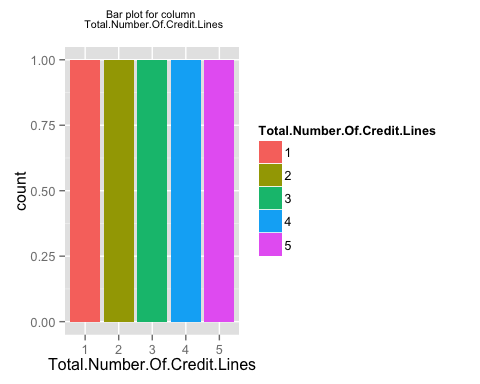 Bar plot for column
Total.Number.Of.Credit.Lines
1.00
0.75
0.50
0.25
0.00
count
1 2 3 4 5
Total.Number.Of.Credit.Lines
Total.Number.Of.Credit.Lines
1
2
3
4
5